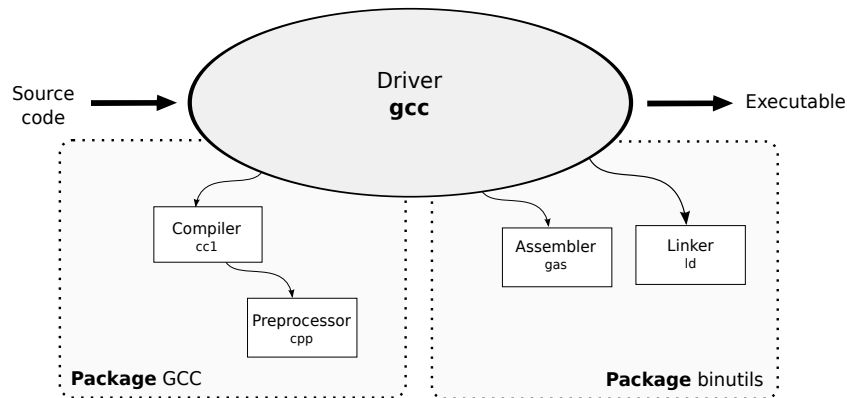 Driver
gcc
Source
code
Executable
Compiler
cc1
Preprocessor
cpp
Assembler
gas
Linker
ld
Package GCC
Package binutils